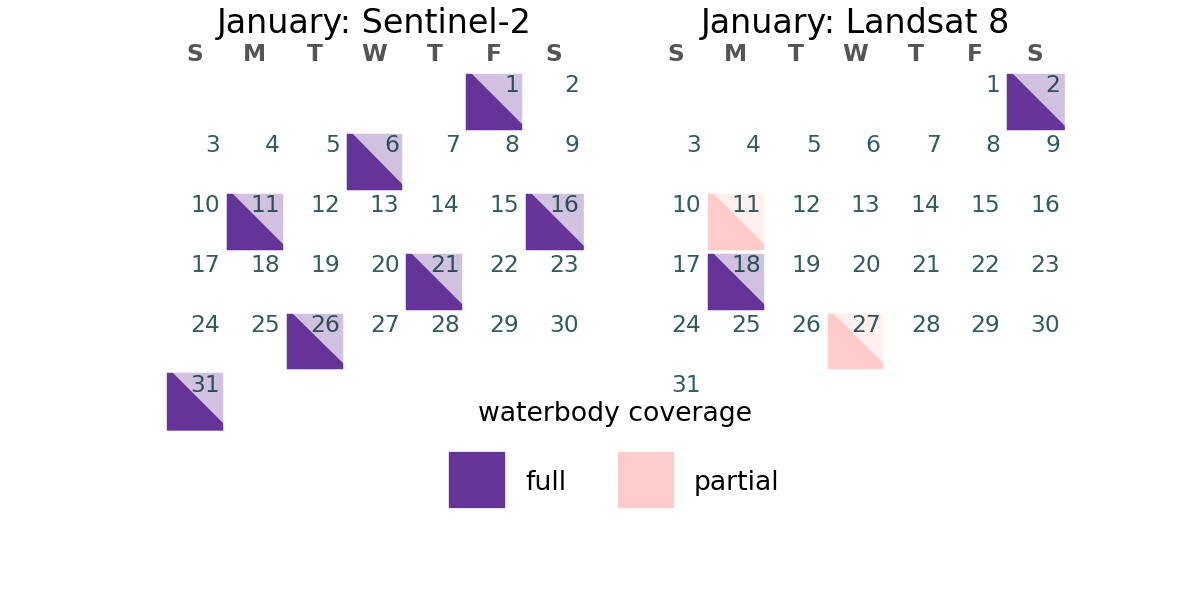 January: Sentinel-2
S M T W T F S
1 2
3 4 5 6 7 8 9
10 11 12 13 14 15 16
17 18 19 20 21 22 23
24 25 26 27 28 29 30
31
January: Landsat 8
S M T W T F S
1 2
3 4 5 6 7 8 9
10 11 12 13 14 15 16
17 18 19 20 21 22 23
24 25 26 27 28 29 30
31
waterbody coverage
full
partial